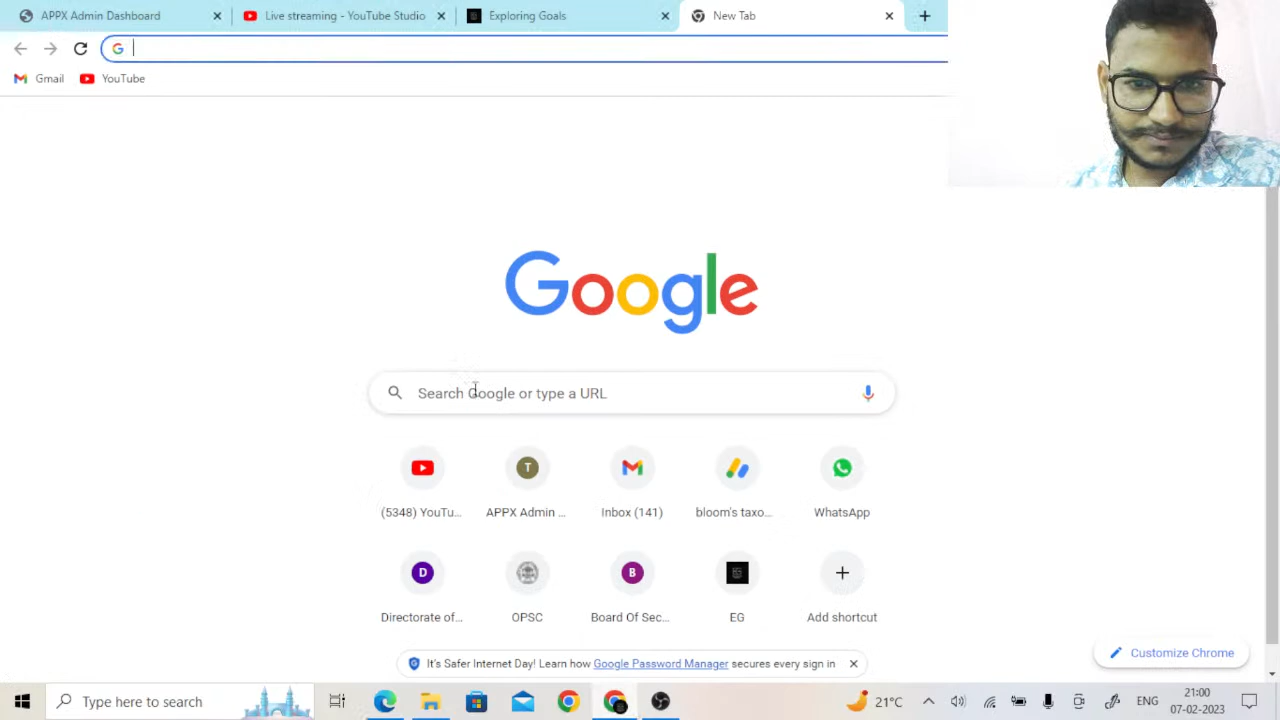 APPX Admin Dashboard
Live streaming - YouTube Studio
Exploring Goals
New Tab
Gmail
YouTube
Google
Search Google or type a URL
(5348) YouTu...
APPX Admin ...
Inbox (141)
bloom's taxo...
WhatsApp
T
D
B
Directorate of...
OPSC
Board Of Sec...
EG
Add shortcut
It's Safer Internet Day! Learn how Google Password Manager secures every sign in
Customize Chrome
Type here to search
21°C
ENG
21:00
07-02-2023